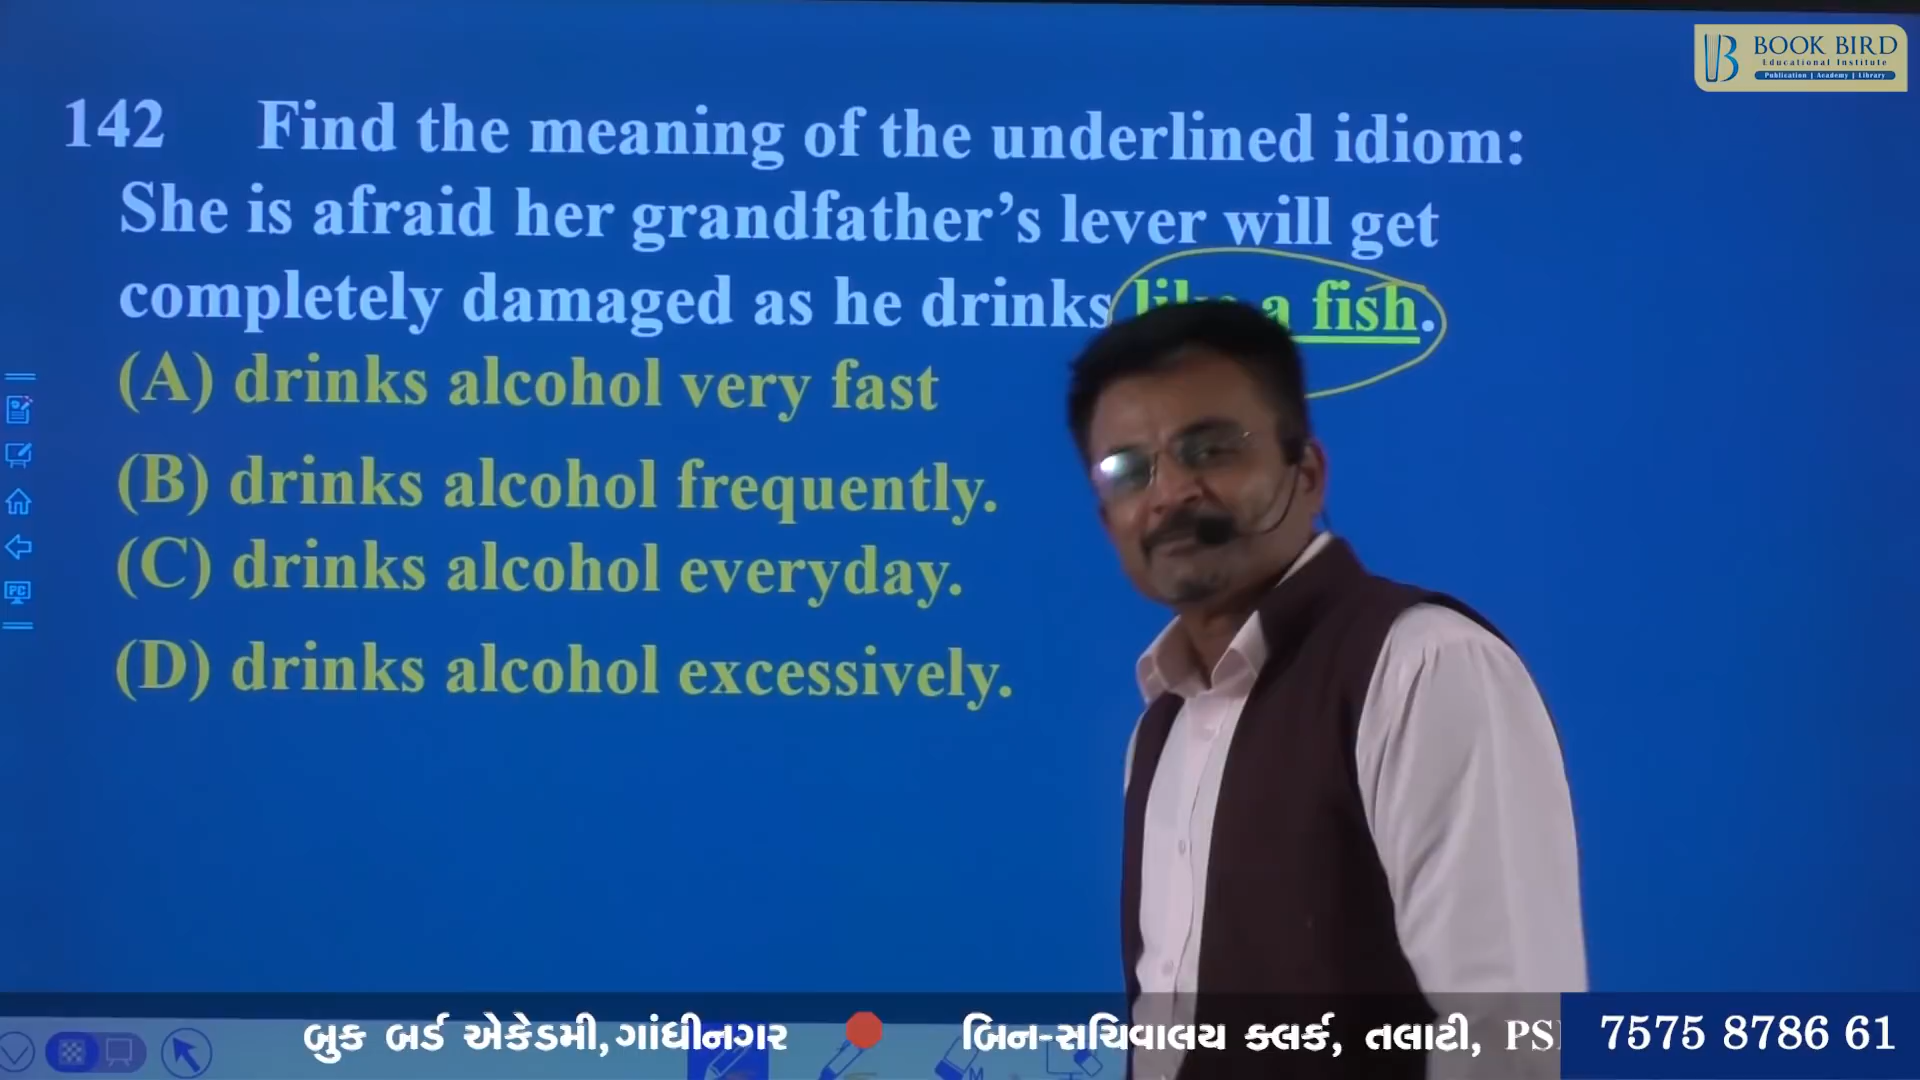 BOOK BIRD
Educational Institute
Publication | Academy | Library
142 Find the meaning of the underlined idiom:
She is afraid her grandfather’s lever will get
completely damaged as he drinks like a fish.
(A) drinks alcohol very fast
(B) drinks alcohol frequently.
(C) drinks alcohol everyday.
(D) drinks alcohol excessively.
PC
બુક બર્ડ એકેડમી,ગાંધીનગર બિન-સચિવાલય ક્લર્ક, તલાટી, PS
7575 8786 61
M